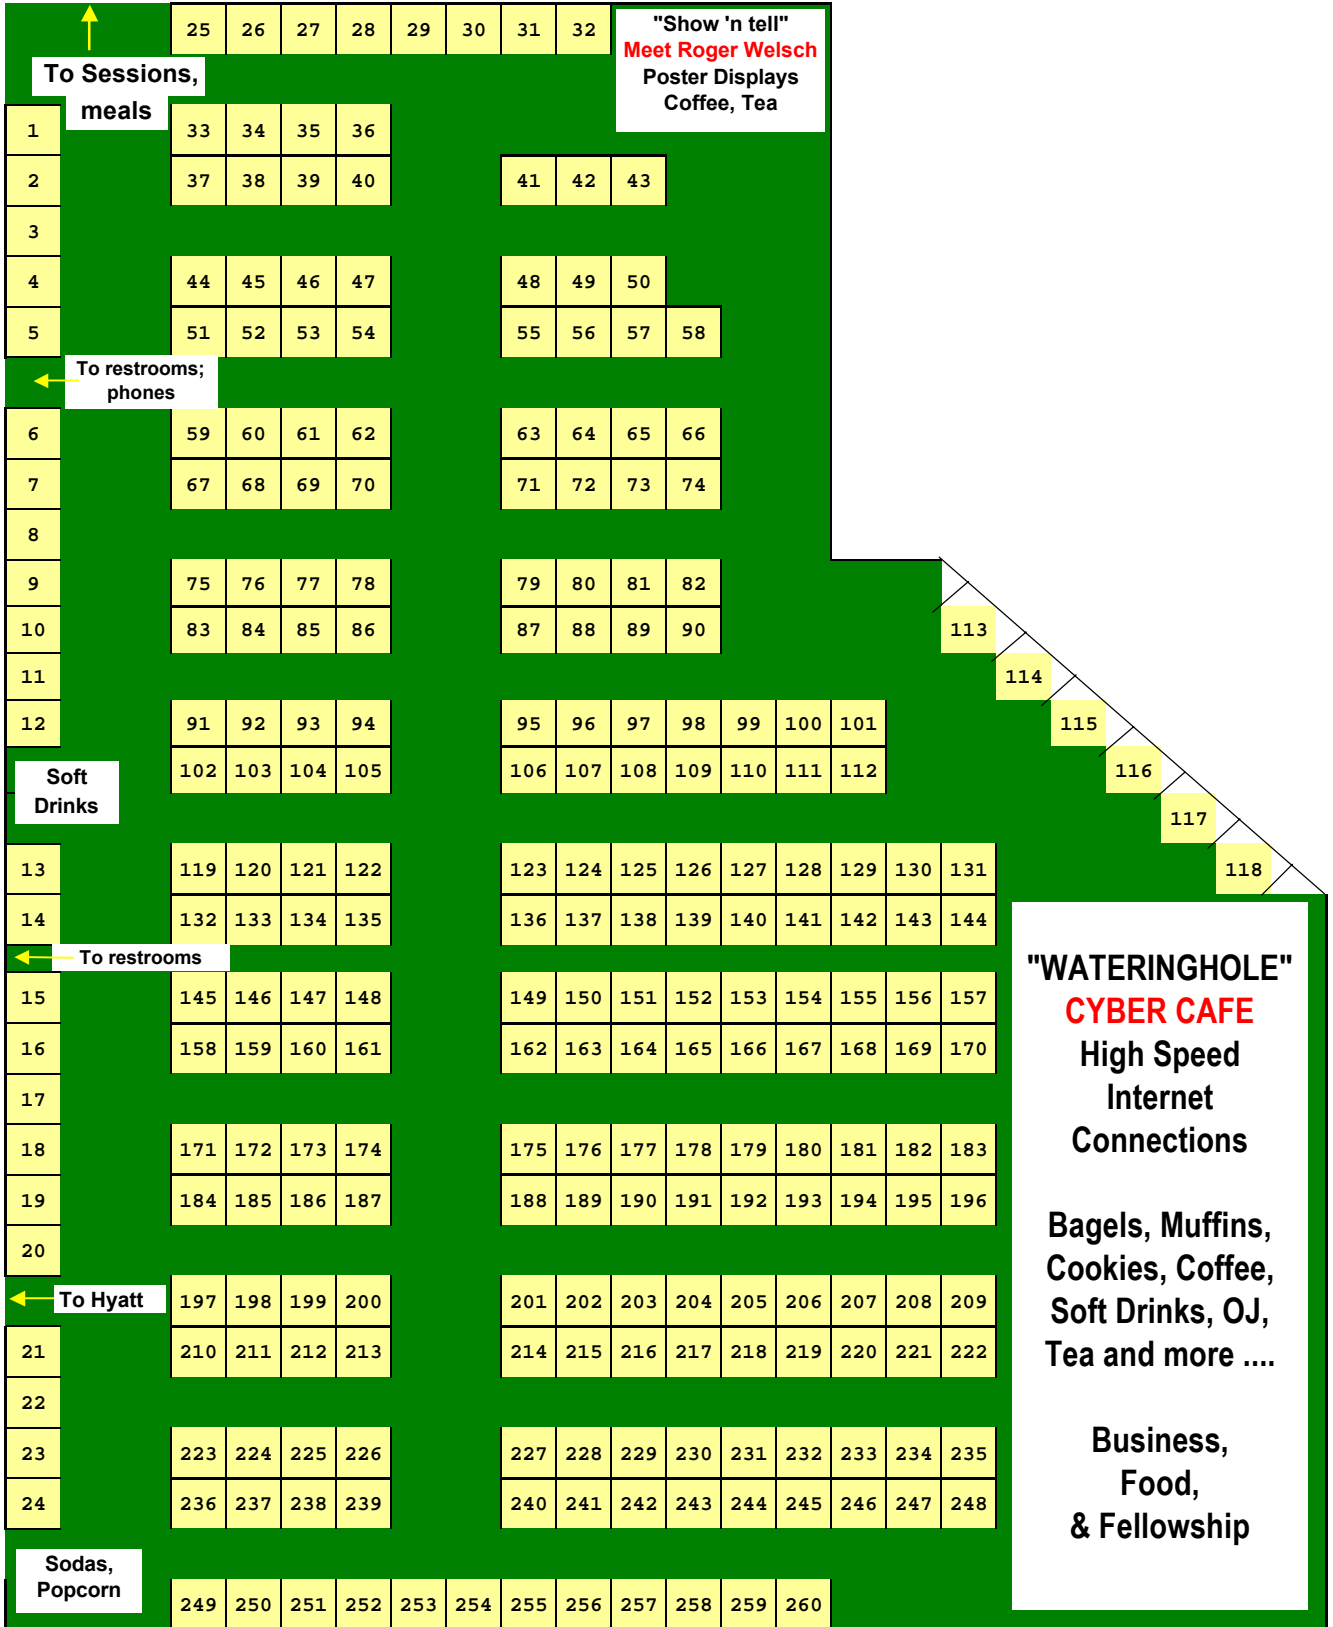 25 26 27 28 29 30 31 32
"Show 'n tell"
Meet Roger Welsch
Poster Displays
Coffee, Tea
To Sessions,
meals
1 33 34 35 36
2 37 38 39 40 41 42 43
3
4 44 45 46 47 48 49 50
5 51 52 53 54 55 56 57 58
To restrooms;
phones
6 59 60 61 62 63 64 65 66
7 67 68 69 70 71 72 73 74
8
9 75 76 77 78 79 80 81 82
10 83 84 85 86 87 88 89 90 113
11 114
12 91 92 93 94 95 96 97 98 99 100 101 115
102 103 104 105 106 107 108 109 110 111 112 116
Soft
Drinks
117
13 119 120 121 122 123 124 125 126 127 128 129 130 131 118
14 132 133 134 135 136 137 138 139 140 141 142 143 144
To restrooms
15 145 146 147 148 149 150 151 152 153 154 155 156 157
16 158 159 160 161 162 163 164 165 166 167 168 169 170
17
18 171 172 173 174 175 176 177 178 179 180 181 182 183
19 184 185 186 187 188 189 190 191 192 193 194 195 196
20
To Hyatt 197 198 199 200 201 202 203 204 205 206 207 208 209
21 210 211 212 213 214 215 216 217 218 219 220 221 222
22
23 223 224 225 226 227 228 229 230 231 232 233 234 235
24 236 237 238 239 240 241 242 243 244 245 246 247 248
Sodas,
Popcorn
249 250 251 252 253 254 255 256 257 258 259 260
"WATERINGHOLE"
CYBER CAFE
High Speed
Internet
Connections
Bagels, Muffins,
Cookies, Coffee,
Soft Drinks, OJ,
Tea and more ....
Business,
Food,
& Fellowship